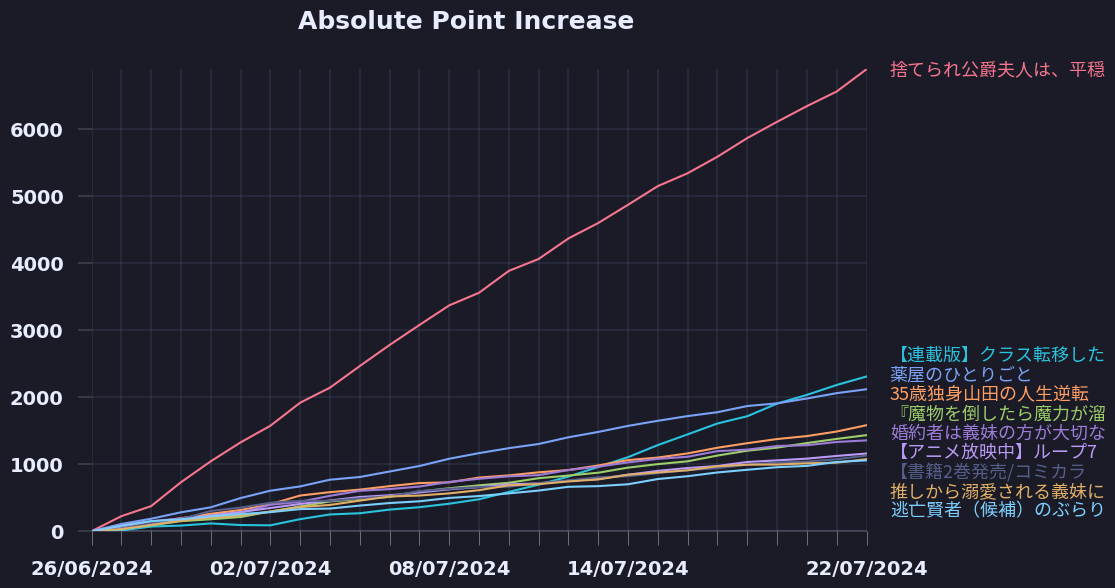 Absolute Point Increase
捨てられ公爵夫人は、平穏
6000
5000
4000
3000
2000
1000
0
【連載版】クラス転移した
薬屋のひとりごと
35歳独身山田の人生逆転
『魔物を倒したら魔力が溜
婚約者は義妹の方が大切な
【アニメ放映中】ループ7
【書籍2巻発売/コミカラ
推しから溺愛される義妹に
逃亡賢者（候補）のぶらり
26/06/2024
02/07/2024
08/07/2024
14/07/2024
22/07/2024